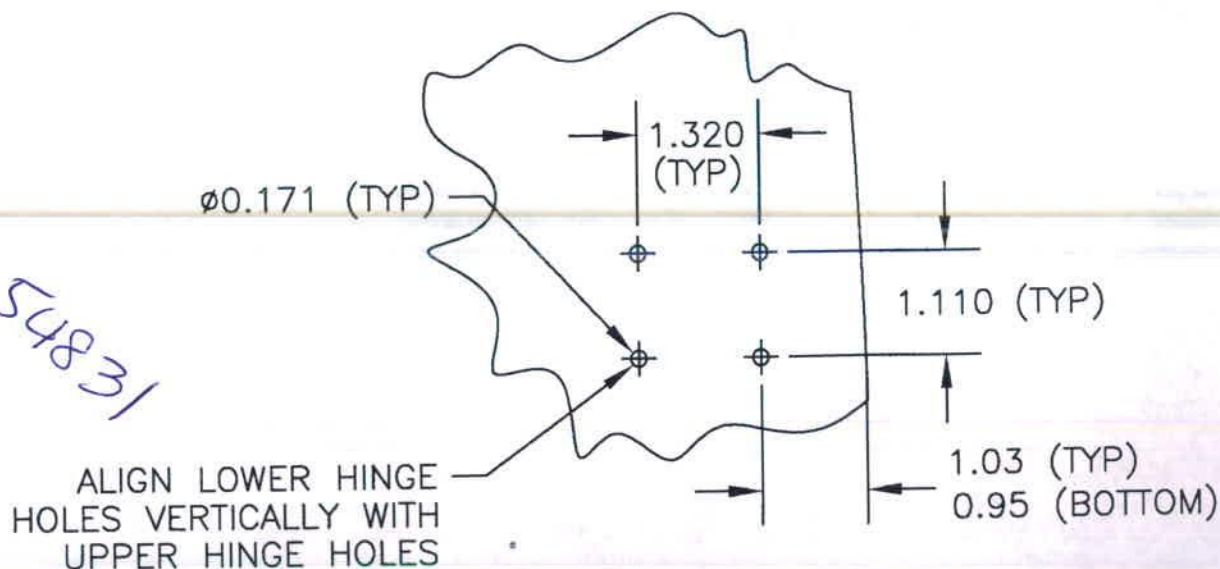 1.320
(TYP)
ø0.171 (TYP)
1.110 (TYP)
54831
1.03 (TYP)
0.95 (BOTTOM)
ALIGN LOWER HINGE
HOLES VERTICALLY WITH
UPPER HINGE HOLES